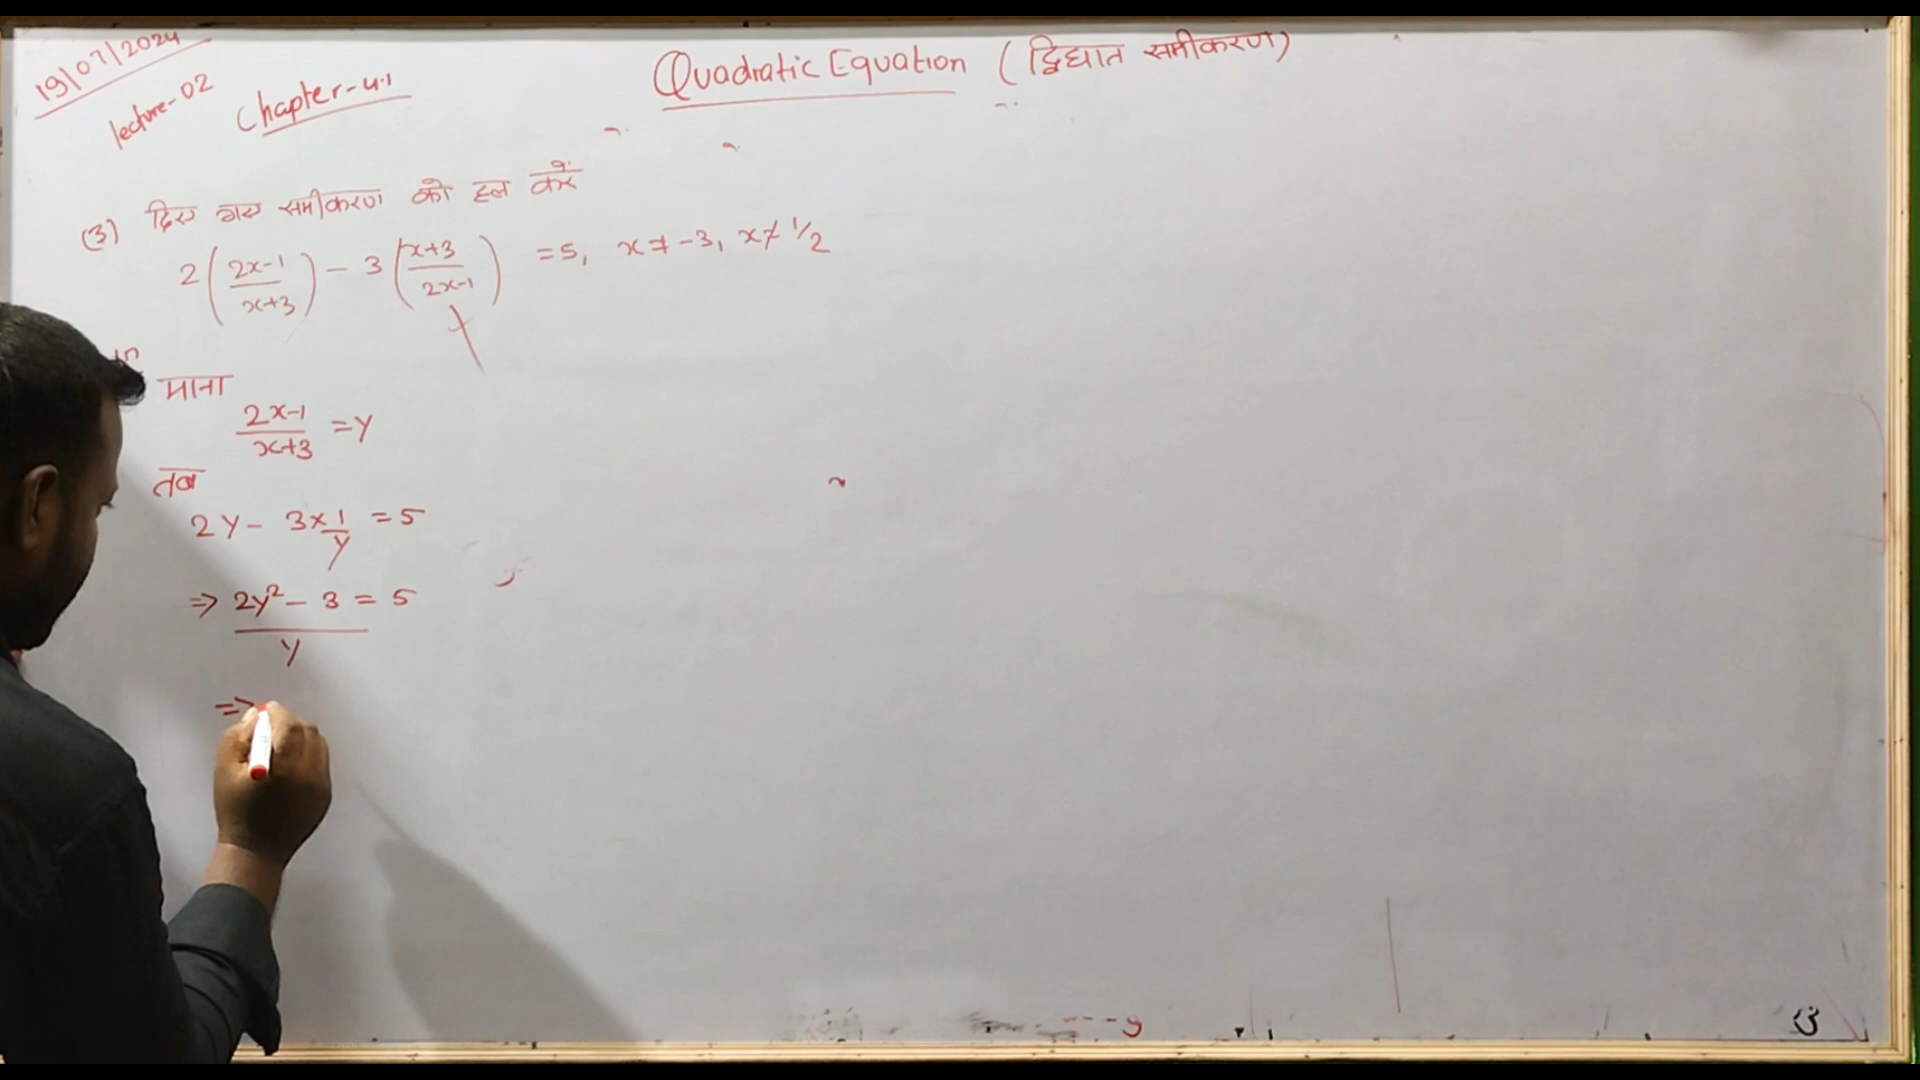 19/07/2024
lecture-02
Chapter-4.1
Quadratic Equation (द्विघात समीकरण)
(3) दिए गए समीकरण को हल करें
2((2x-1)/(x+3)) - 3((x+3)/(2x-1)) = 5, x ≠ -3, x ≠ 1/2
माना
(2x-1)/(x+3) = y
तब
2y - 3×1/y = 5
⇒ (2y² - 3)/y = 5
⇒